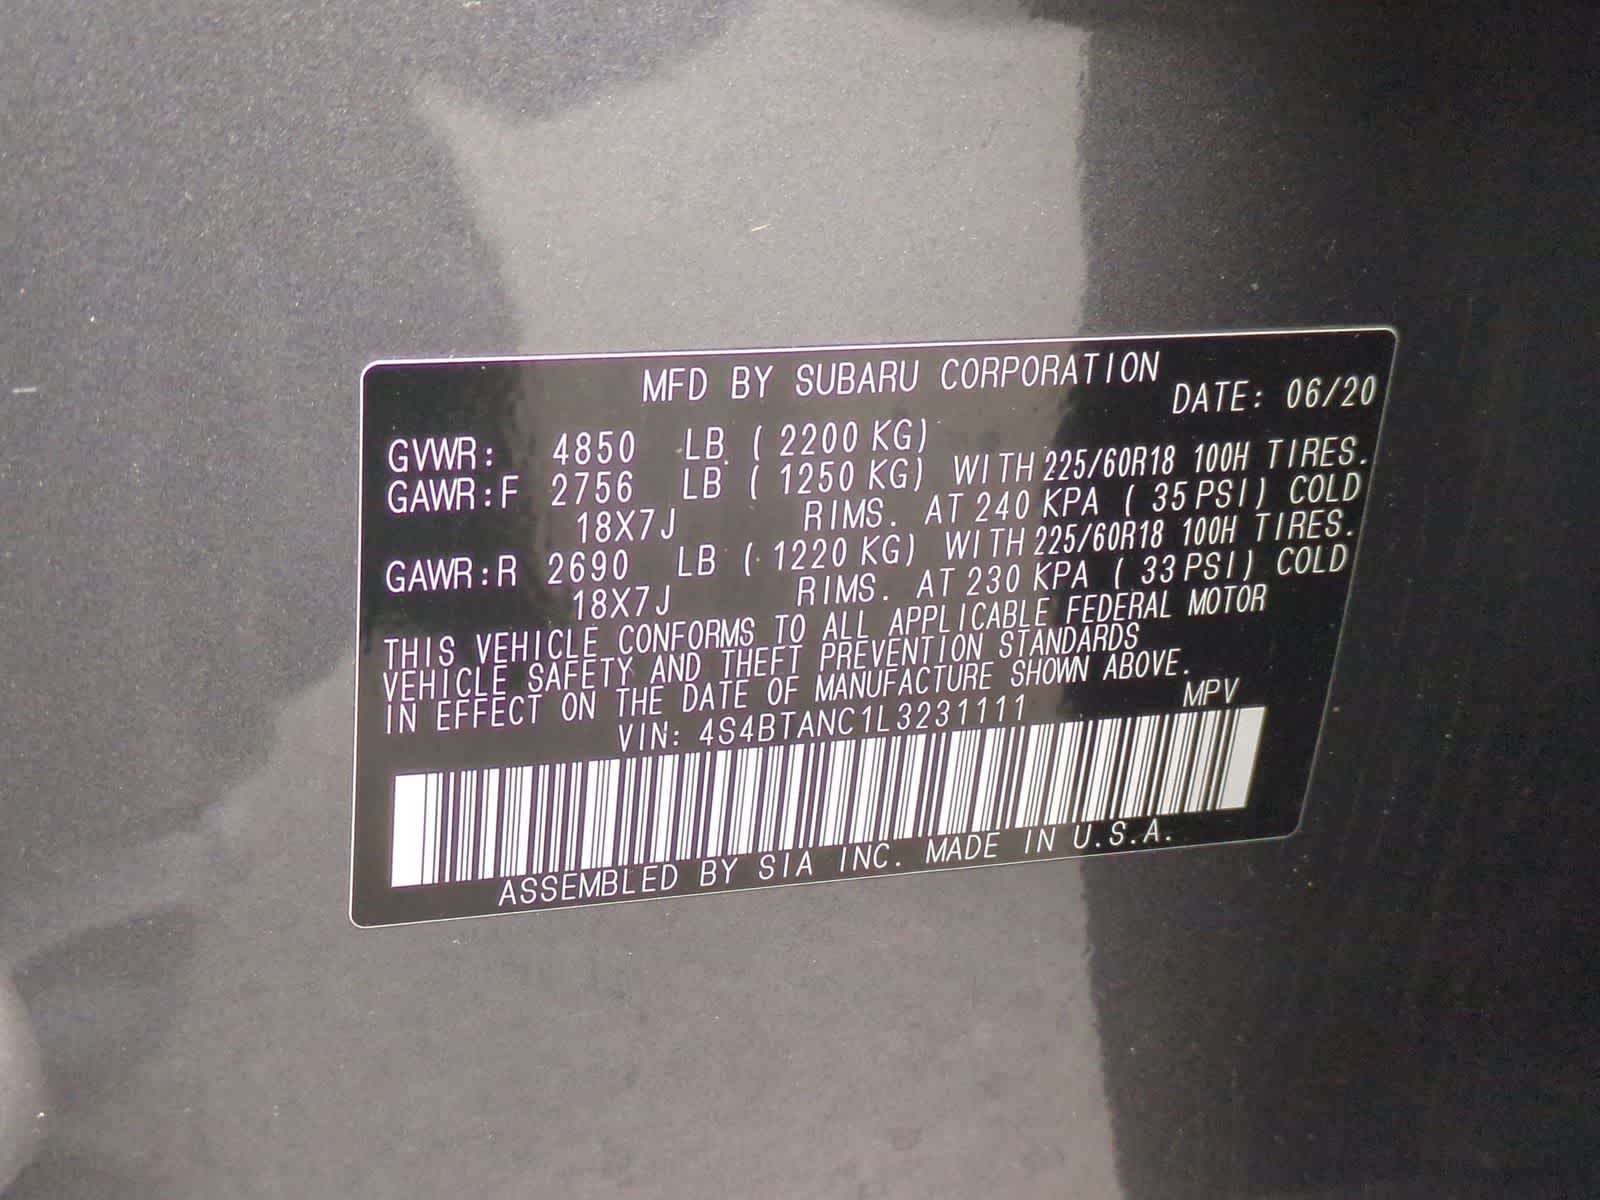 MFD BY SUBARU CORPORATION
DATE: 06/20
GVWR: 4850 LB ( 2200 KG)
GAWR:F 2756 LB ( 1250 KG) WITH 225/60R18 100H TIRES.
18X7J RIMS. AT 240 KPA ( 35 PSI) COLD
GAWR:R 2690 LB ( 1220 KG) WITH 225/60R18 100H TIRES.
18X7J RIMS. AT 230 KPA ( 33 PSI) COLD
THIS VEHICLE CONFORMS TO ALL APPLICABLE FEDERAL MOTOR
VEHICLE SAFETY AND THEFT PREVENTION STANDARDS
IN EFFECT ON THE DATE OF MANUFACTURE SHOWN ABOVE.
VIN: 4S4BTANC1L3231111 MPV
ASSEMBLED BY SIA INC. MADE IN U.S.A.